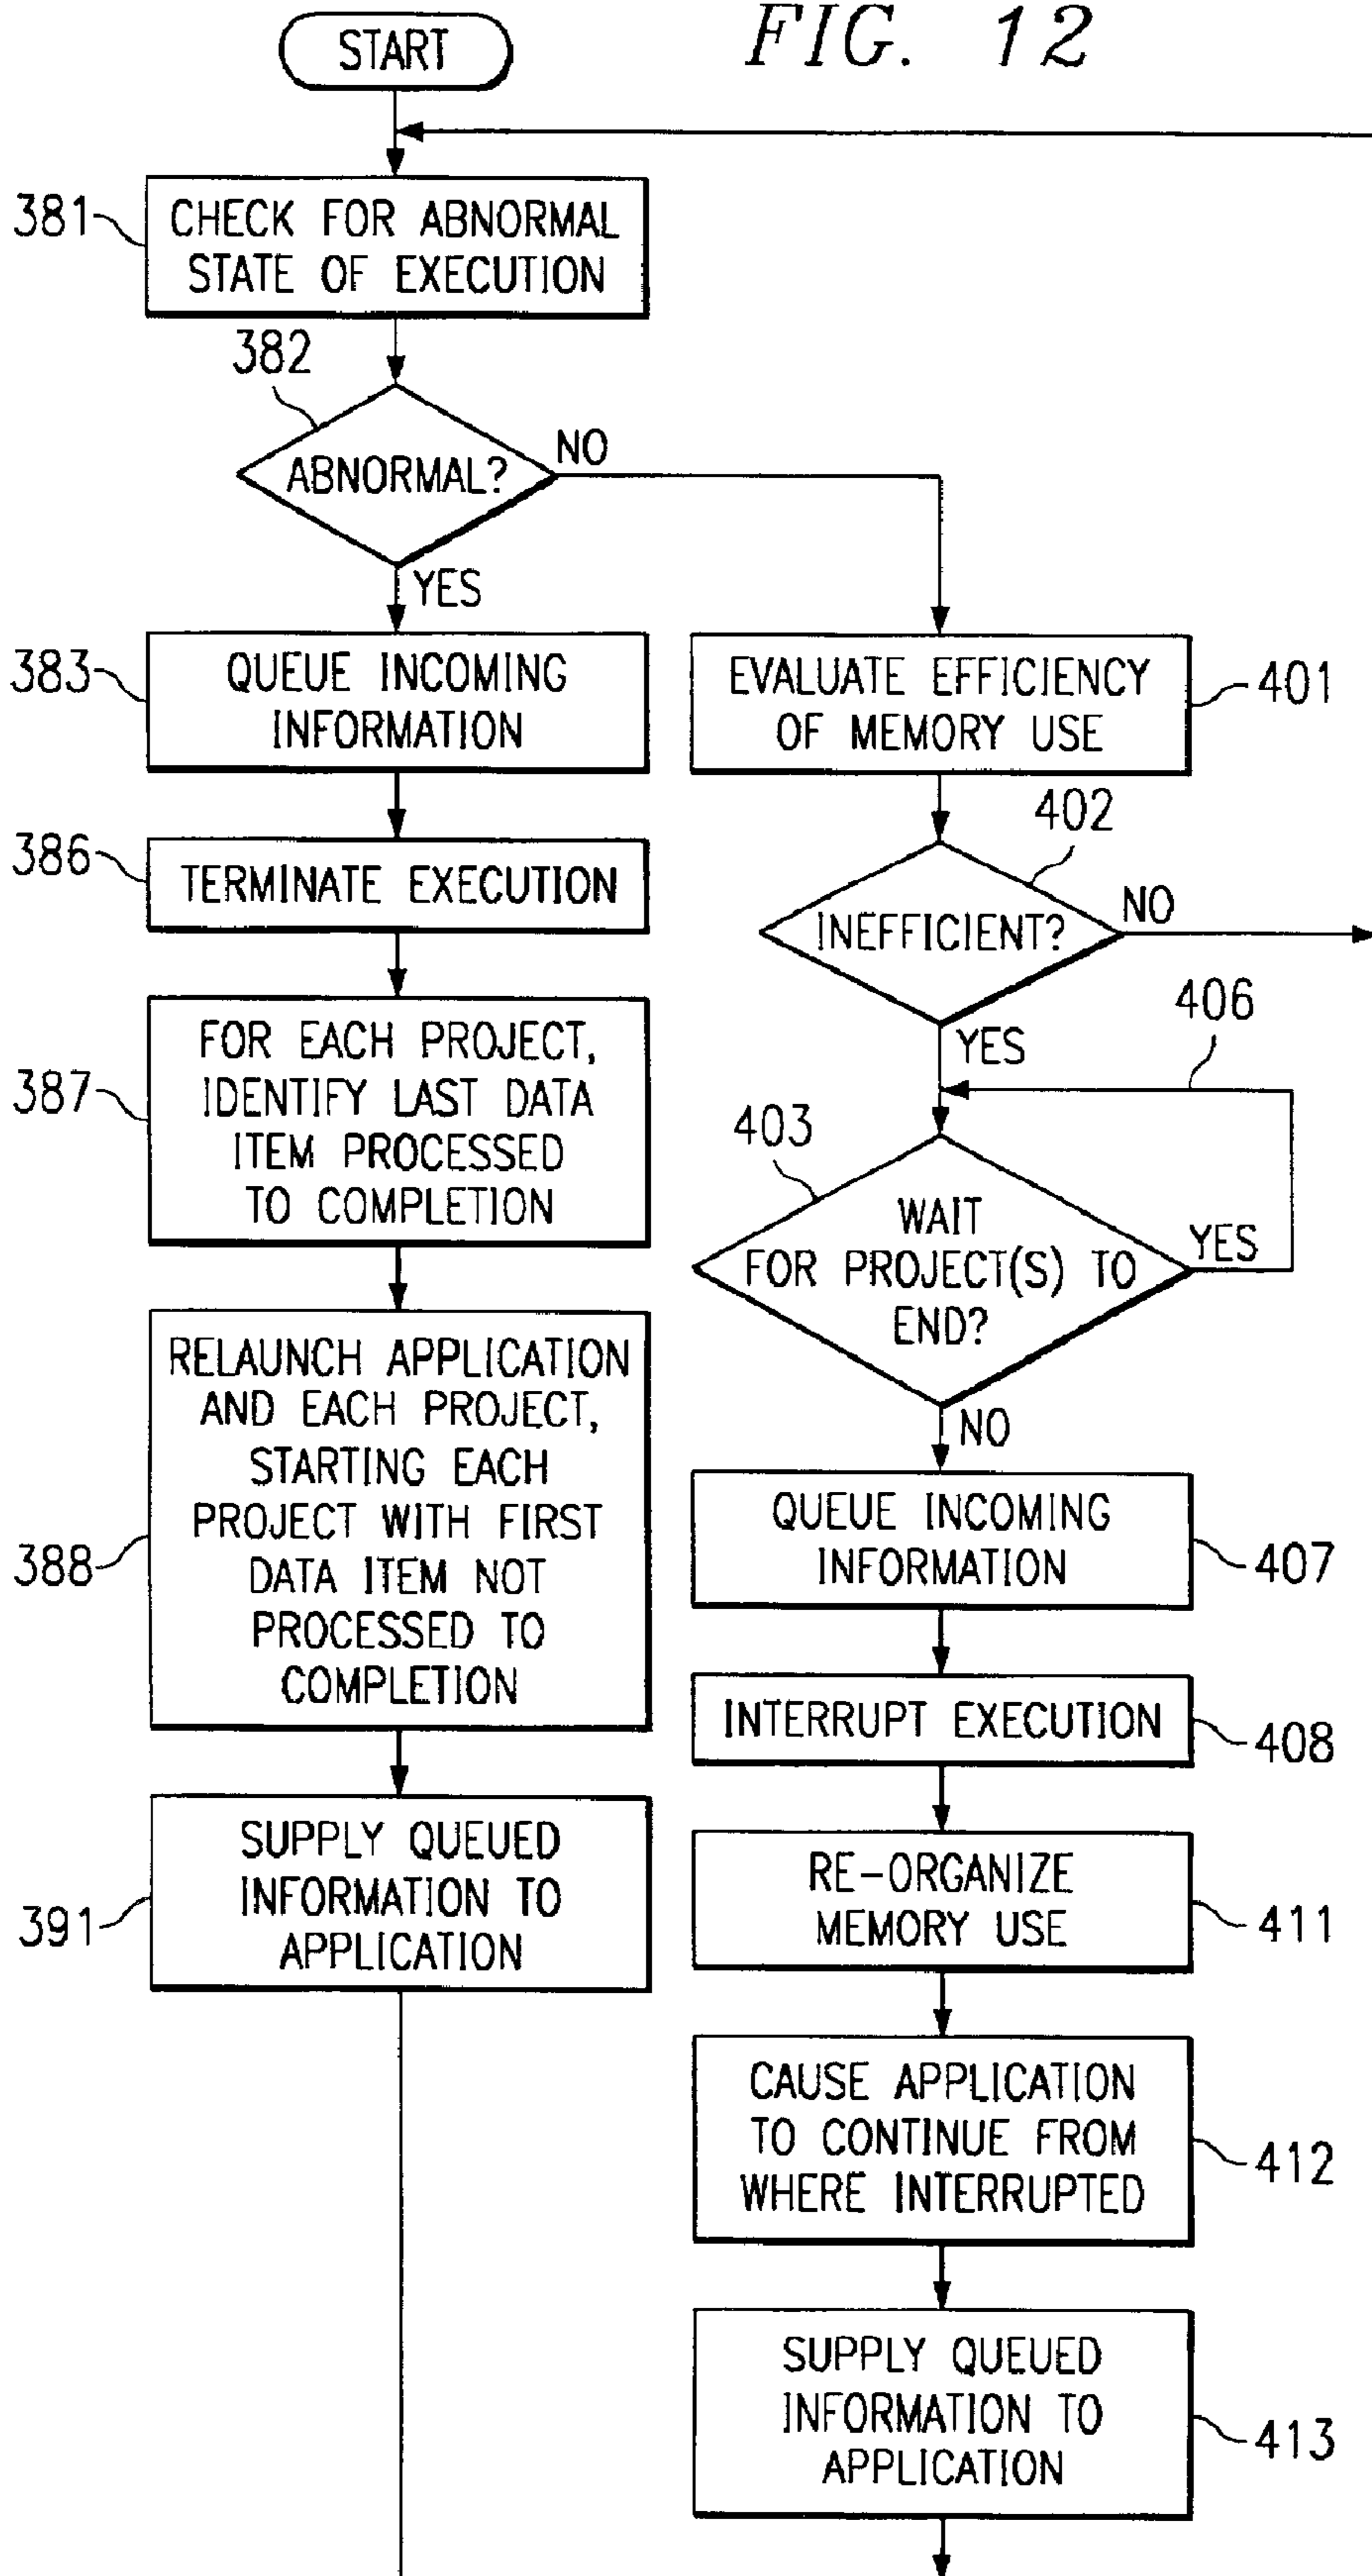 FIG. 12
START
381
CHECK FOR ABNORMAL
STATE OF EXECUTION
382
ABNORMAL?
NO
YES
383
QUEUE INCOMING
INFORMATION
386
TERMINATE EXECUTION
387
FOR EACH PROJECT,
IDENTIFY LAST DATA
ITEM PROCESSED
TO COMPLETION
388
RELAUNCH APPLICATION
AND EACH PROJECT,
STARTING EACH
PROJECT WITH FIRST
DATA ITEM NOT
PROCESSED TO
COMPLETION
391
SUPPLY QUEUED
INFORMATION TO
APPLICATION
EVALUATE EFFICIENCY
OF MEMORY USE
401
402
INEFFICIENT?
NO
YES
406
403
WAIT
FOR PROJECT(S) TO
END?
YES
NO
QUEUE INCOMING
INFORMATION
407
INTERRUPT EXECUTION
408
RE-ORGANIZE
MEMORY USE
411
CAUSE APPLICATION
TO CONTINUE FROM
WHERE INTERRUPTED
412
SUPPLY QUEUED
INFORMATION TO
APPLICATION
413